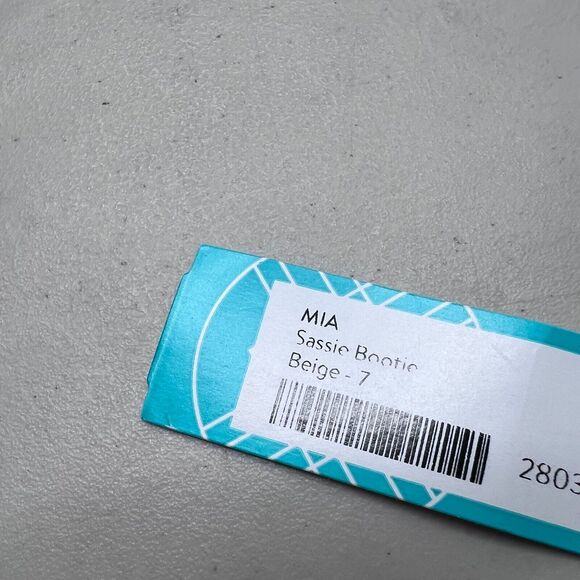 MIA
Sassie Bootie
Beige - 7
2803